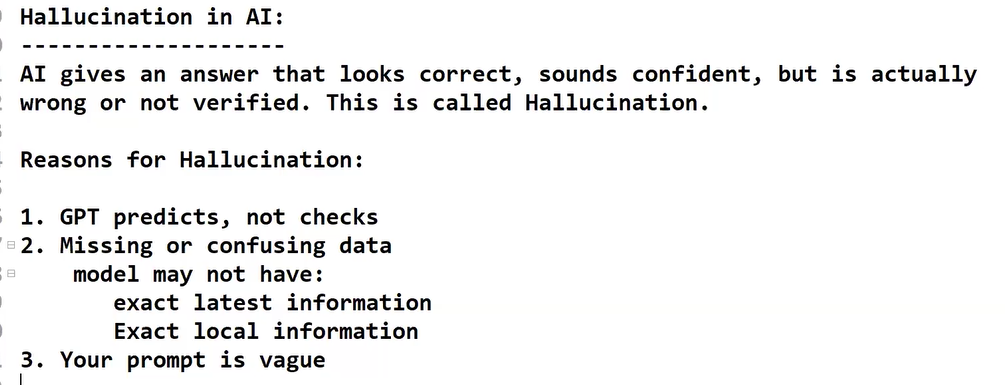 Hallucination in AI:
--------------------
AI gives an answer that looks correct, sounds confident, but is actually
wrong or not verified. This is called Hallucination.
Reasons for Hallucination:
1. GPT predicts, not checks
2. Missing or confusing data
model may not have:
exact latest information
Exact local information
3. Your prompt is vague